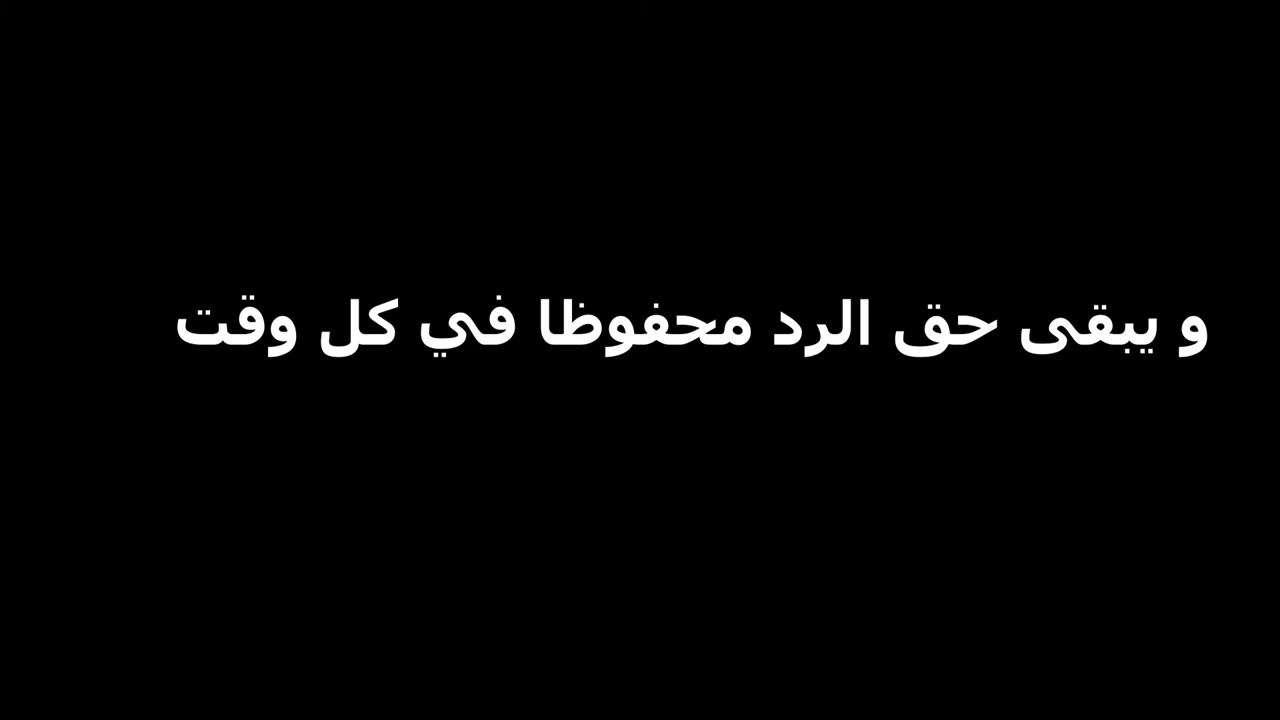 و يبقى حق الرد محفوظا في كل وقت